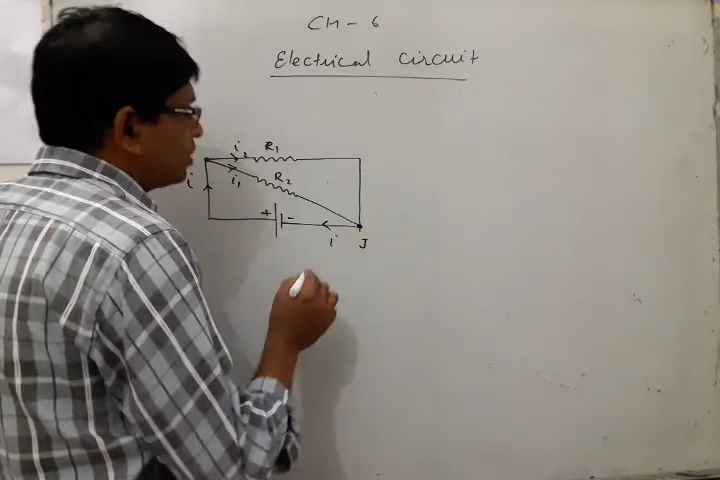 CH - 6
Electrical circuit
i₂ R₁
i i₁ R₂
+ -
i J